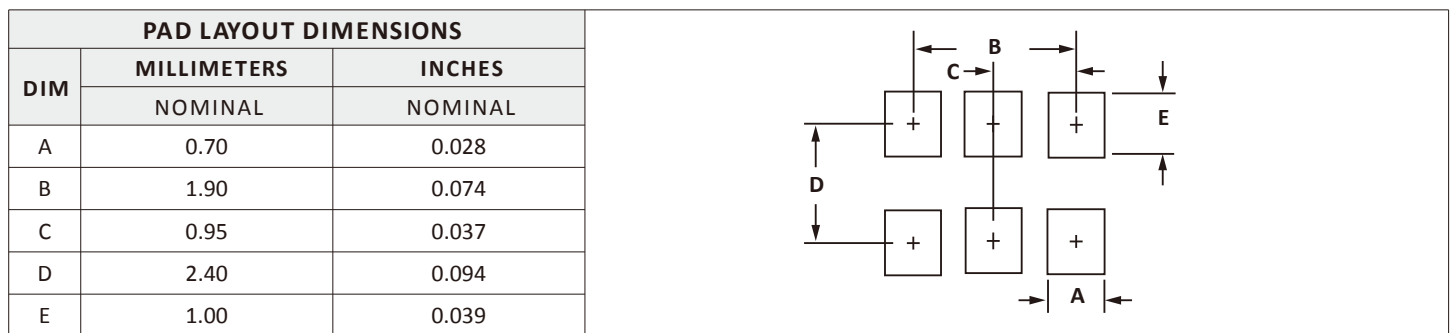 PAD LAYOUT DIMENSIONS
DIM MILLIMETERS INCHES
NOMINAL NOMINAL
A 0.70 0.028
B 1.90 0.074
C 0.95 0.037
D 2.40 0.094
E 1.00 0.039
B
C
E
D
A